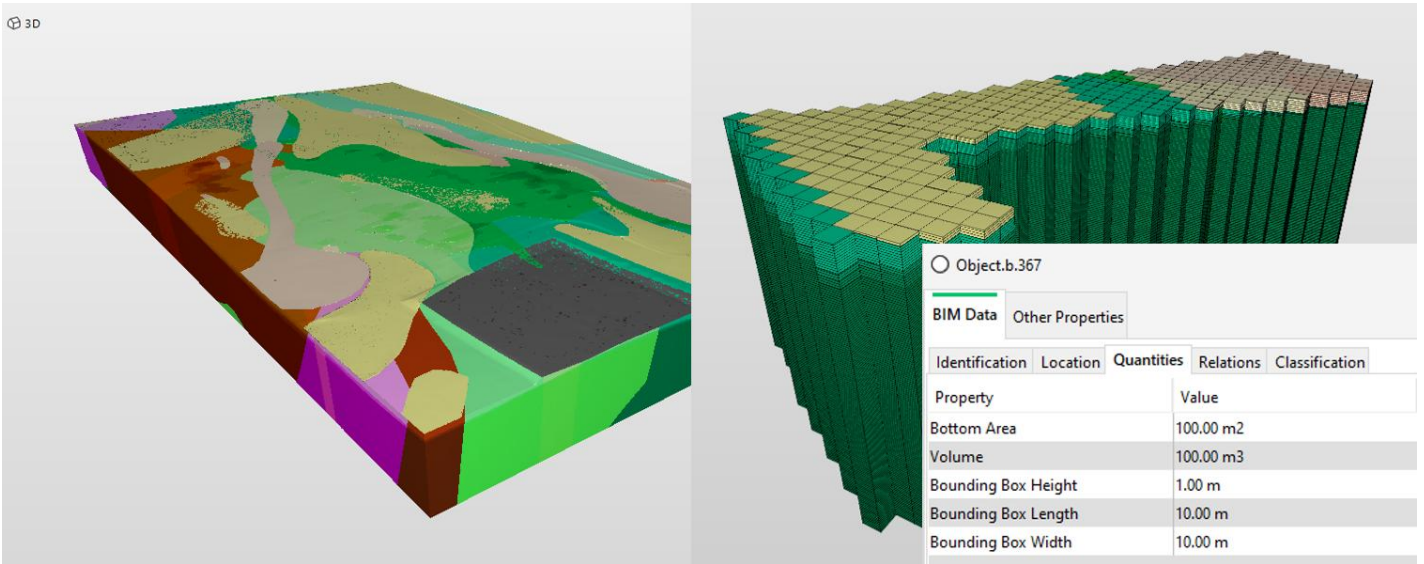 3D
Object.b.367
BIM Data Other Properties
Identification Location Quantities Relations Classification
Property Value
Bottom Area 100.00 m2
Volume 100.00 m3
Bounding Box Height 1.00 m
Bounding Box Length 10.00 m
Bounding Box Width 10.00 m